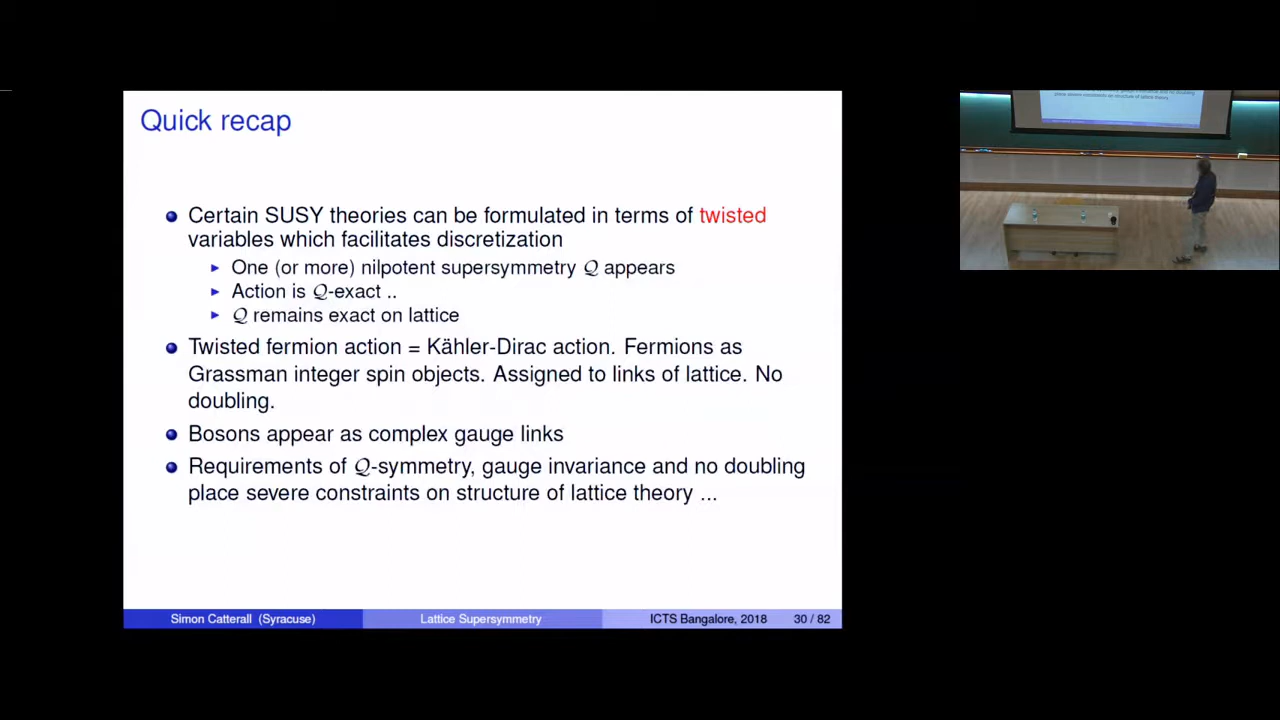 Quick recap
Certain SUSY theories can be formulated in terms of twisted
variables which facilitates discretization
One (or more) nilpotent supersymmetry Q appears
Action is Q-exact ..
Q remains exact on lattice
Twisted fermion action = Kähler-Dirac action. Fermions as
Grassman integer spin objects. Assigned to links of lattice. No
doubling.
Bosons appear as complex gauge links
Requirements of Q-symmetry, gauge invariance and no doubling
place severe constraints on structure of lattice theory ...
Simon Catterall (Syracuse) Lattice Supersymmetry ICTS Bangalore, 2018 30 / 82